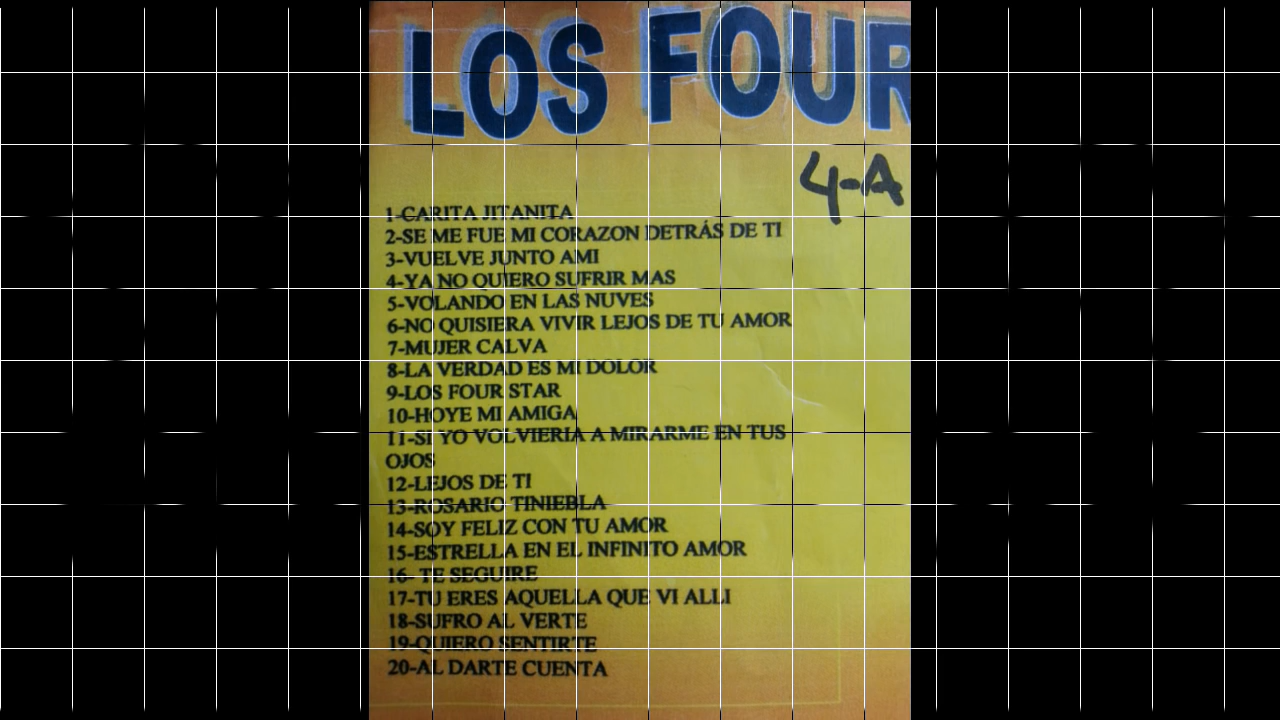 LOS FOUR
4-A
1-CARITA JITANITA
2-SE ME FUE MI CORAZON DETRÁS DE TI
3-VUELVE JUNTO AMI
4-YA NO QUIERO SUFRIR MAS
5-VOLANDO EN LAS NUVES
6-NO QUISIERA VIVIR LEJOS DE TU AMOR
7-MUJER CALVA
8-LA VERDAD ES MI DOLOR
9-LOS FOUR STAR
10-HOYE MI AMIGA
11-SI YO VOLVIERIA A MIRARME EN TUS
OJOS
12-LEJOS DE TI
13-ROSARIO TINIEBLA
14-SOY FELIZ CON TU AMOR
15-ESTRELLA EN EL INFINITO AMOR
16- TE SEGUIRE
17-TU ERES AQUELLA QUE VI ALLI
18-SUFRO AL VERTE
19-QUIERO SENTIRTE
20-AL DARTE CUENTA